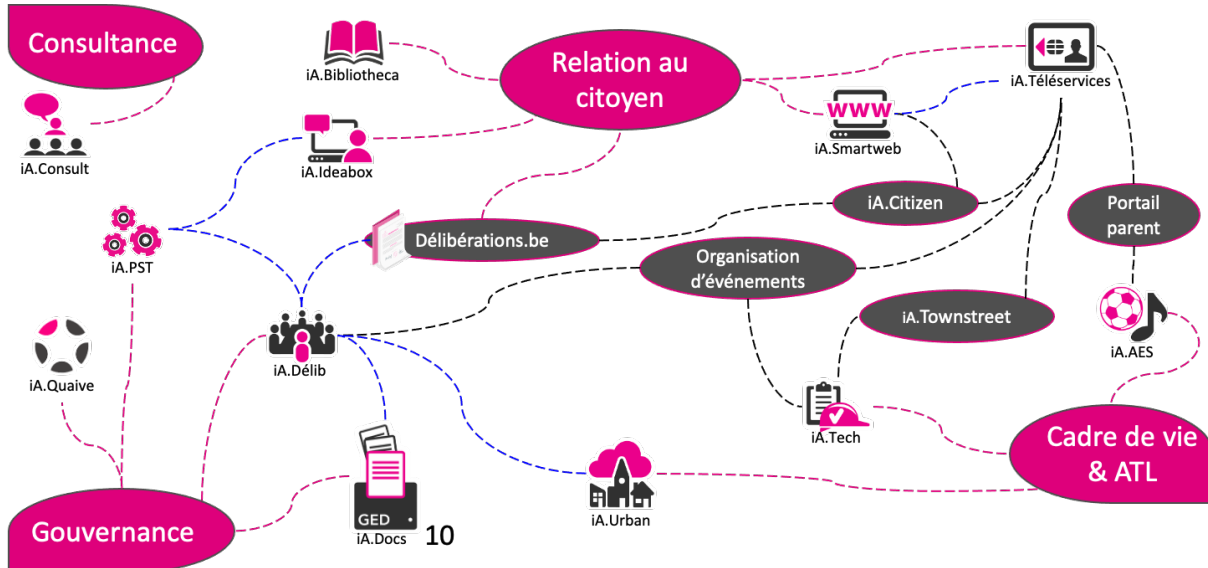 Consultance
iA.Consult
iA.Bibliotheca
Relation au
citoyen
iA.Téléservices
WWW
iA.Smartweb
iA.Ideabox
iA.Citizen
Portail
parent
Délibérations.be
Organisation
d'événements
iA.PST
iA.Townstreet
iA.Quaive
iA.Délib
iA.AES
iA.Tech
Cadre de vie
& ATL
Gouvernance
GED
iA.Docs
10
iA.Urban